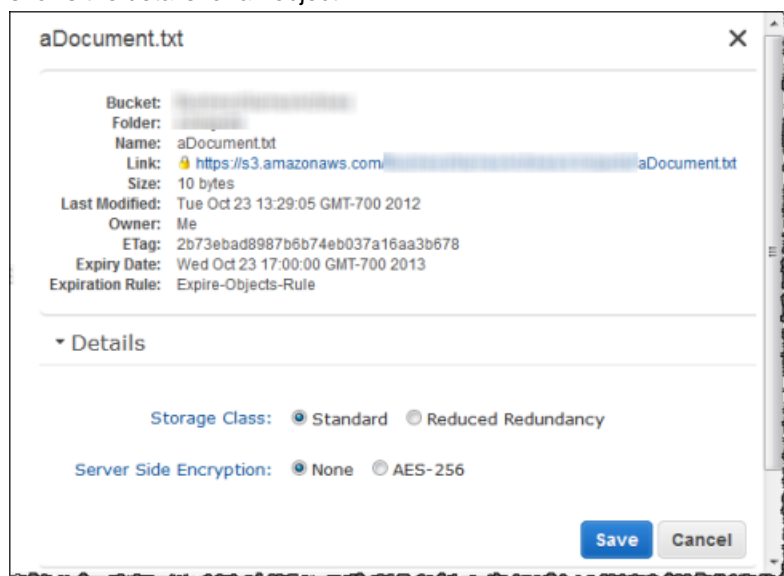 aDocument.txt
Bucket:
Folder:
Name: aDocument.txt
Link: https://s3.amazonaws.com/ aDocument.txt
Size: 10 bytes
Last Modified: Tue Oct 23 13:29:05 GMT-700 2012
Owner: Me
ETag: 2b73ebad8987b6b74eb037a16aa3b678
Expiry Date: Wed Oct 23 17:00:00 GMT-700 2013
Expiration Rule: Expire-Objects-Rule
Details
Storage Class: Standard Reduced Redundancy
Server Side Encryption: None AES-256
Save Cancel